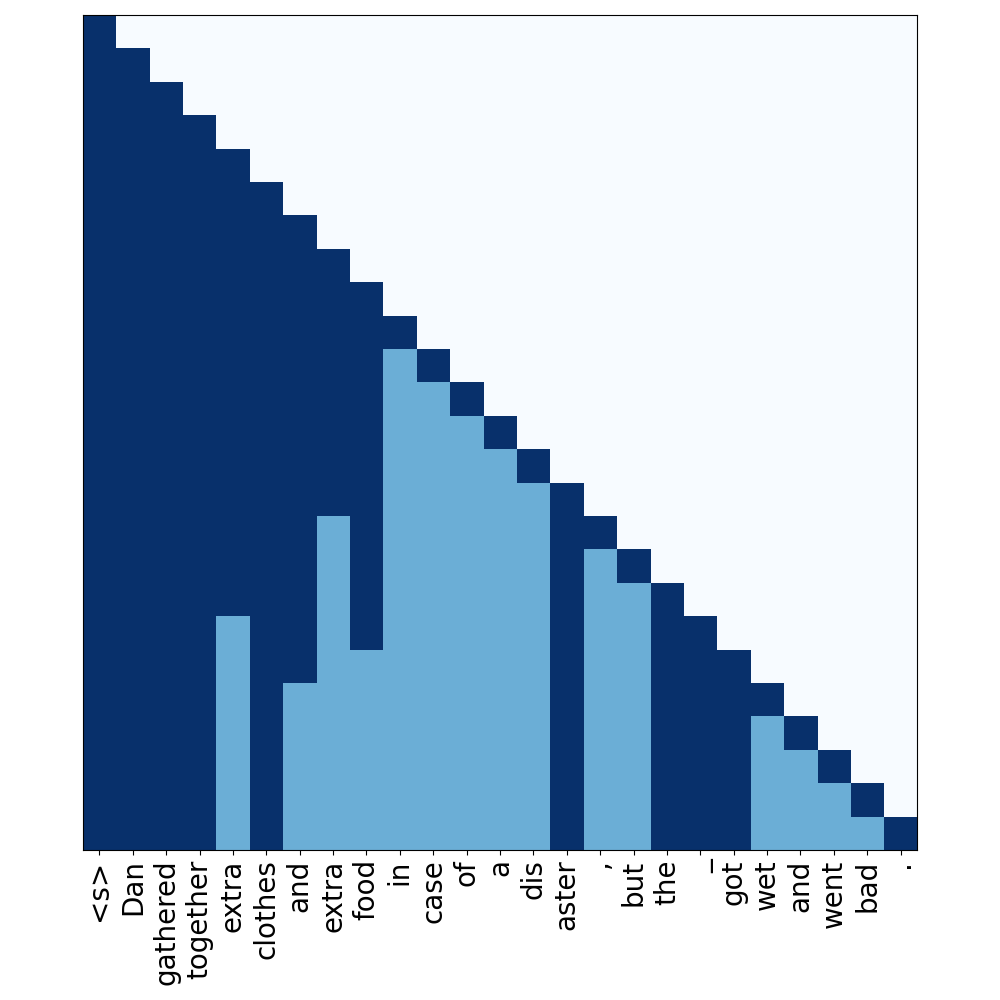 <s>
Dan
gathered
together
extra
clothes
and
extra
food
in
case
of
a
dis
aster
,
but
the
_
got
wet
and
went
bad
.